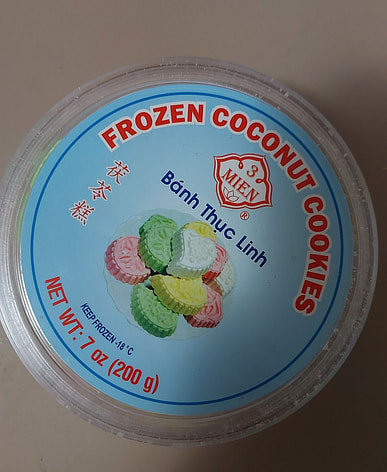 FROZEN COCONUT COOKIES
3
MIEN
®
Bánh Thục Linh
茯苓糕
KEEP FROZEN -18°C
NET WT: 7 oz (200 g)